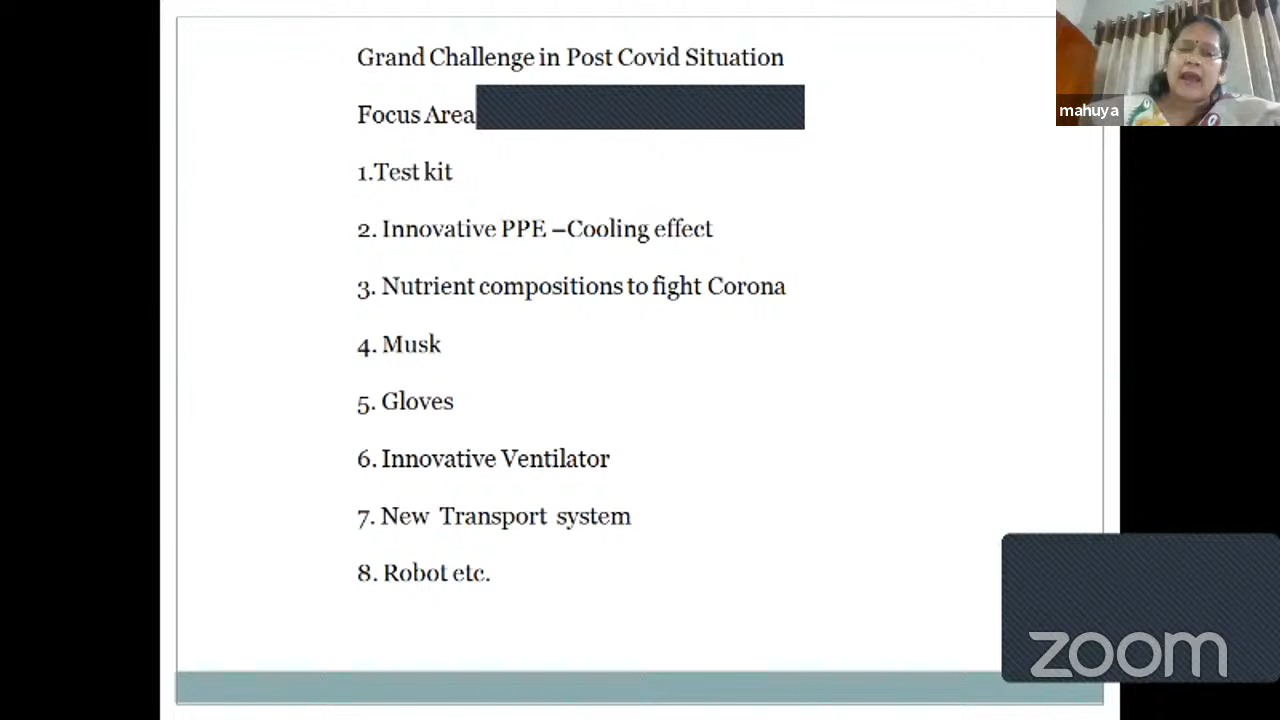 Grand Challenge in Post Covid Situation
Focus Area
1.Test kit
2. Innovative PPE –Cooling effect
3. Nutrient compositions to fight Corona
4. Musk
5. Gloves
6. Innovative Ventilator
7. New Transport system
8. Robot etc.
mahuya
zoom